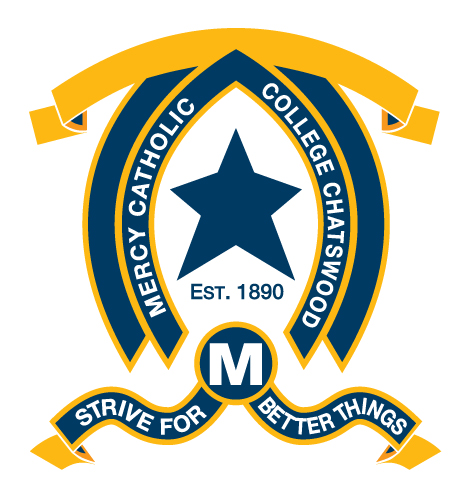 MERCY CATHOLIC
COLLEGE CHATSWOOD
EST. 1890
M
STRIVE FOR
BETTER THINGS